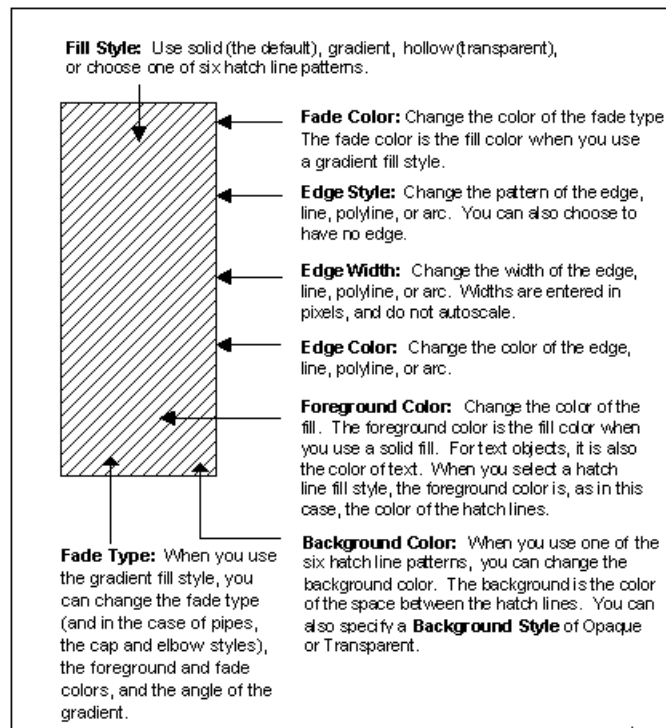 Fill Style: Use solid (the default), gradient, hollow (transparent),
or choose one of six hatch line patterns.
Fade Color: Change the color of the fade type
The fade color is the fill color when you use
a gradient fill style.
Edge Style: Change the pattern of the edge,
line, polyline, or arc. You can also choose to
have no edge.
Edge Width: Change the width of the edge,
line, polyline, or arc. Widths are entered in
pixels, and do not autoscale.
Edge Color: Change the color of the edge,
line, polyline, or arc.
Foreground Color: Change the color of the
fill. The foreground color is the fill color when
you use a solid fill. For text objects, it is also
the color of text. When you select a hatch
line fill style, the foreground color is, as in this
case, the color of the hatch lines.
Background Color: When you use one of the
six hatch line patterns, you can change the
background color. The background is the color
of the space between the hatch lines. You can
also specify a Background Style of Opaque
or Transparent.
Fade Type: When you use
the gradient fill style, you
can change the fade type
(and in the case of pipes,
the cap and elbow styles),
the foreground and fade
colors, and the angle of the
gradient.